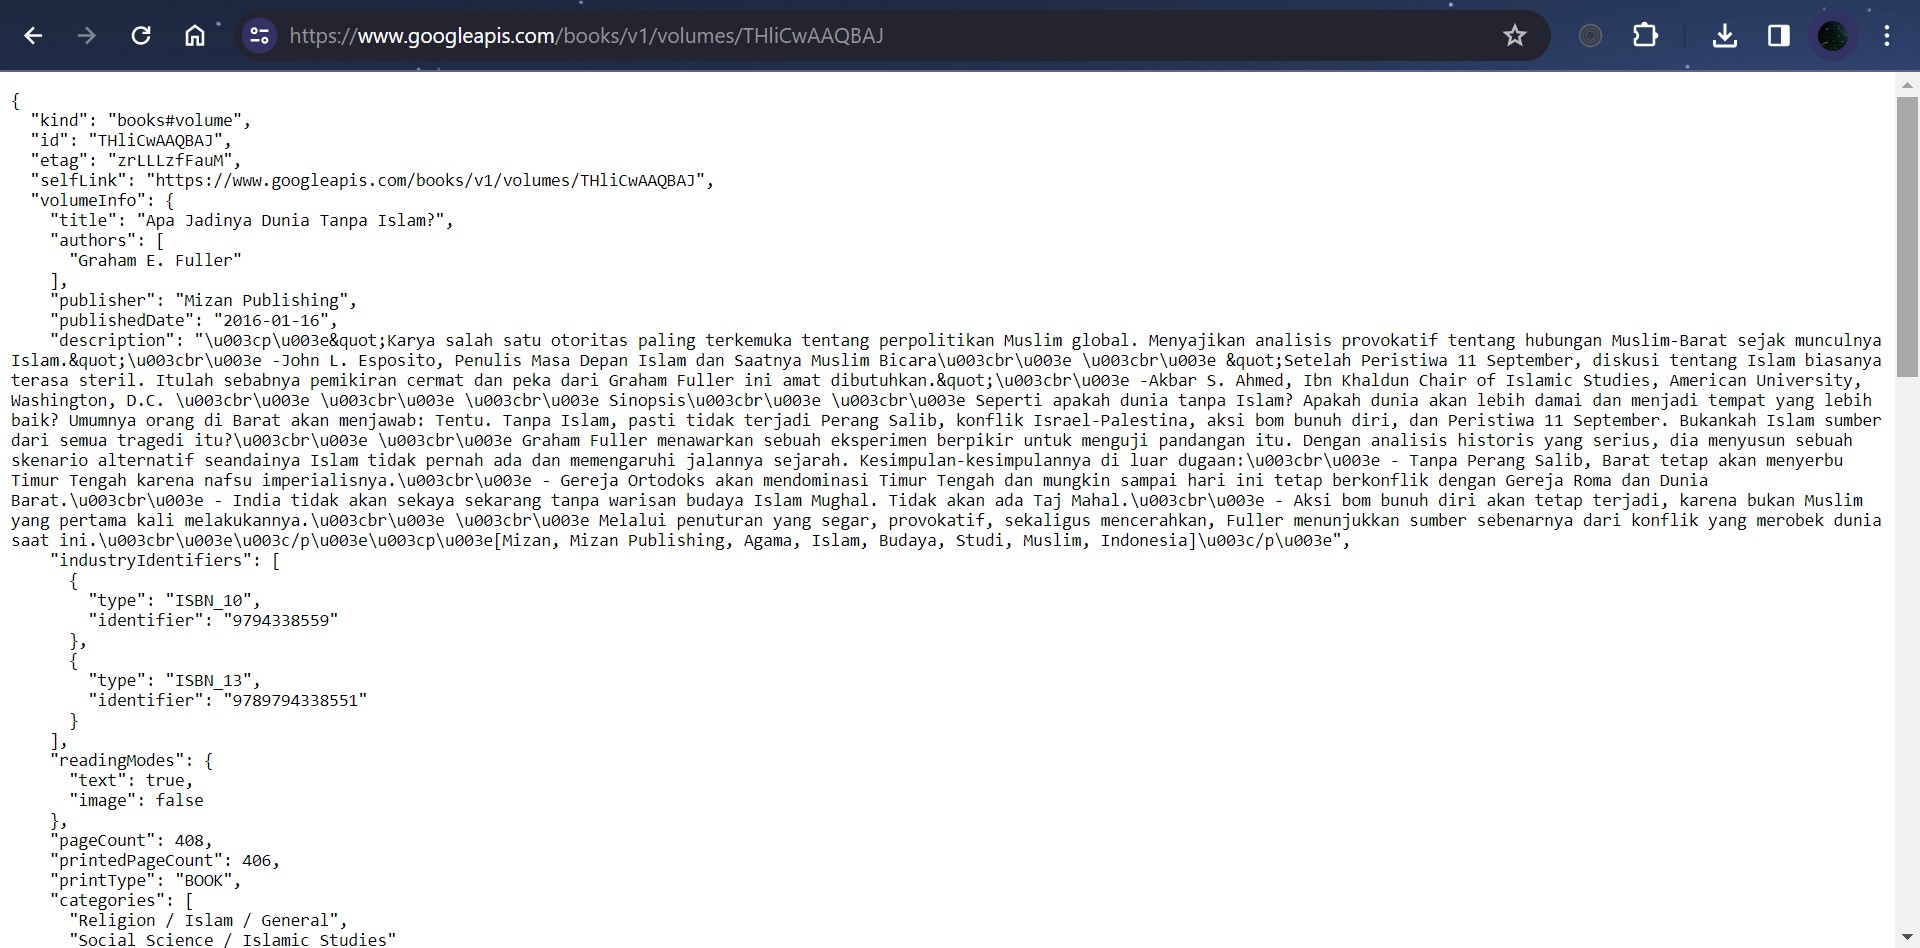 https://www.googleapis.com/books/v1/volumes/THliCwAAQBAJ
{
"kind": "books#volume",
"id": "THliCwAAQBAJ",
"etag": "zrLLLzfFauM",
"selfLink": "https://www.googleapis.com/books/v1/volumes/THliCwAAQBAJ",
"volumeInfo": {
"title": "Apa Jadinya Dunia Tanpa Islam?",
"authors": [
"Graham E. Fuller"
],
"publisher": "Mizan Publishing",
"publishedDate": "2016-01-16",
"description": "\u003cp\u003e&quot;Karya salah satu otoritas paling terkemuka tentang perpolitikan Muslim global. Menyajikan analisis provokatif tentang hubungan Muslim-Barat sejak munculnya
Islam.&quot;\u003cbr\u003e -John L. Esposito, Penulis Masa Depan Islam dan Saatnya Muslim Bicara\u003cbr\u003e \u003cbr\u003e &quot;Setelah Peristiwa 11 September, diskusi tentang Islam biasanya
terasa steril. Itulah sebabnya pemikiran cermat dan peka dari Graham Fuller ini amat dibutuhkan.&quot;\u003cbr\u003e -Akbar S. Ahmed, Ibn Khaldun Chair of Islamic Studies, American University,
Washington, D.C. \u003cbr\u003e \u003cbr\u003e \u003cbr\u003e Sinopsis\u003cbr\u003e \u003cbr\u003e Seperti apakah dunia tanpa Islam? Apakah dunia akan lebih damai dan menjadi tempat yang lebih
baik? Umumnya orang di Barat akan menjawab: Tentu. Tanpa Islam, pasti tidak terjadi Perang Salib, konflik Israel-Palestina, aksi bom bunuh diri, dan Peristiwa 11 September. Bukankah Islam sumber
dari semua tragedi itu?\u003cbr\u003e \u003cbr\u003e Graham Fuller menawarkan sebuah eksperimen berpikir untuk menguji pandangan itu. Dengan analisis historis yang serius, dia menyusun sebuah
skenario alternatif seandainya Islam tidak pernah ada dan memengaruhi jalannya sejarah. Kesimpulan-kesimpulannya di luar dugaan:\u003cbr\u003e - Tanpa Perang Salib, Barat tetap akan menyerbu
Timur Tengah karena nafsu imperialisnya.\u003cbr\u003e - Gereja Ortodoks akan mendominasi Timur Tengah dan mungkin sampai hari ini tetap berkonflik dengan Gereja Roma dan Dunia
Barat.\u003cbr\u003e - India tidak akan sekaya sekarang tanpa warisan budaya Islam Mughal. Tidak akan ada Taj Mahal.\u003cbr\u003e - Aksi bom bunuh diri akan tetap terjadi, karena bukan Muslim
yang pertama kali melakukannya.\u003cbr\u003e \u003cbr\u003e Melalui penuturan yang segar, provokatif, sekaligus mencerahkan, Fuller menunjukkan sumber sebenarnya dari konflik yang merobek dunia
saat ini.\u003cbr\u003e\u003c/p\u003e\u003cp\u003e[Mizan, Mizan Publishing, Agama, Islam, Budaya, Studi, Muslim, Indonesia]\u003c/p\u003e",
"industryIdentifiers": [
{
"type": "ISBN_10",
"identifier": "9794338559"
},
{
"type": "ISBN_13",
"identifier": "9789794338551"
}
],
"readingModes": {
"text": true,
"image": false
},
"pageCount": 408,
"printedPageCount": 406,
"printType": "BOOK",
"categories": [
"Religion / Islam / General",
"Social Science / Islamic Studies"